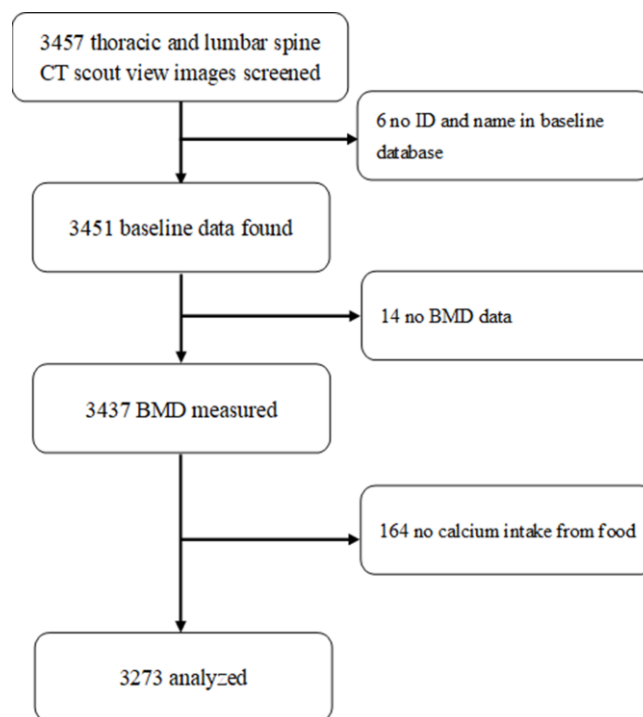 3457 thoracic and lumbar spine
CT scout view images screened
6 no ID and name in baseline
database
3451 baseline data found
14 no BMD data
3437 BMD measured
164 no calcium intake from food
3273 analyzed